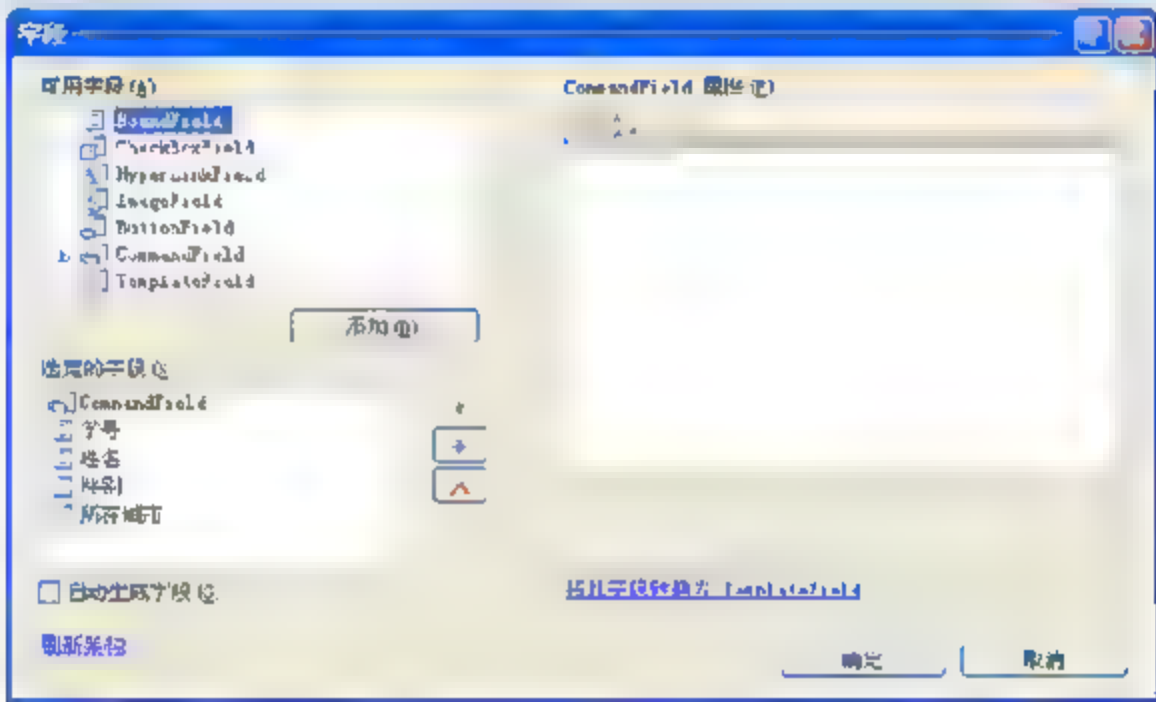 字段
可用字段(A)
BoundField
CheckBoxField
HyperLinkField
ImageField
ButtonField
CommandField
TemplateField
添加(D)
选定的字段(S)
CommandField
学号
姓名
性别
所在城市
自动生成字段(G)
刷新架构
CommandField 属性(P)
将此字段转换为 TemplateField
确定
取消